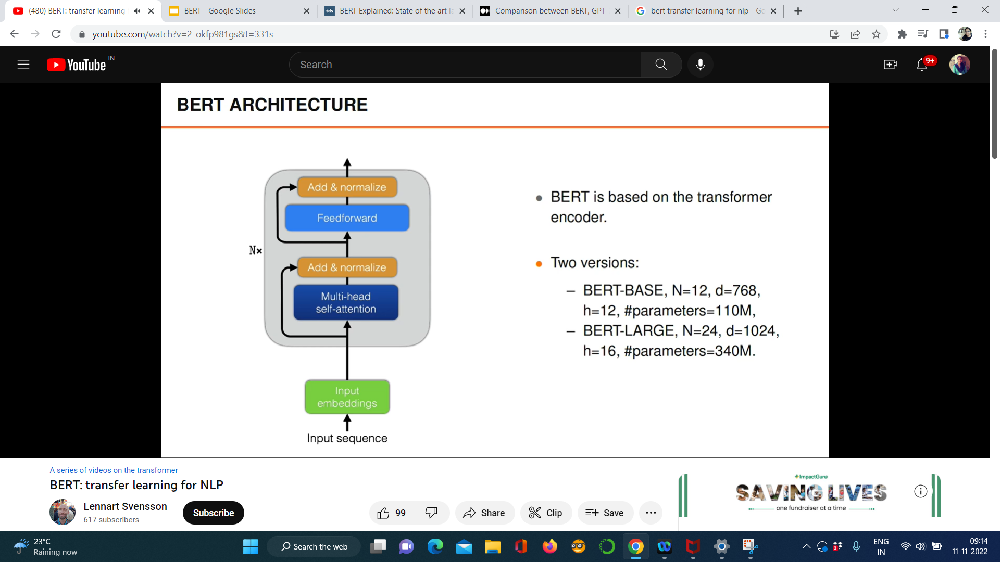 (480) BERT: transfer learning
BERT - Google Slides
tds
BERT Explained: State of the art la
Comparison between BERT, GPT-
bert transfer learning for nlp - Go
youtube.com/watch?v=2_okfp981gs&t=331s
YouTube IN
Search
9+
BERT ARCHITECTURE
Add & normalize
Feedforward
N×
Add & normalize
Multi-head
self-attention
Input
embeddings
Input sequence
BERT is based on the transformer
encoder.
Two versions:
– BERT-BASE, N=12, d=768,
h=12, #parameters=110M,
– BERT-LARGE, N=24, d=1024,
h=16, #parameters=340M.
A series of videos on the transformer
BERT: transfer learning for NLP
Lennart Svensson
617 subscribers
Subscribe
99
Share
Clip
Save
ImpactGuru
SAVING LIVES
one fundraiser at a time
23°C
Raining now
Search the web
3
ENG
IN
09:14
11-11-2022